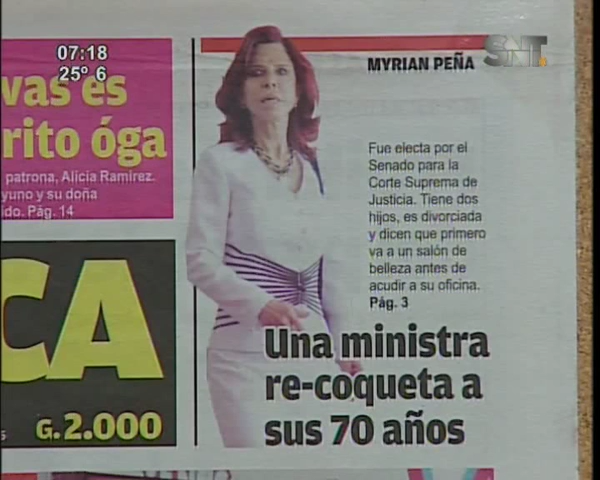 07:18
25º 6
SNT.
vas es
rito óga
patrona, Alicia Ramírez.
yuno y su doña
ido. Pág. 14
CA
G.2.000
MYRIAN PEÑA
Fue electa por el
Senado para la
Corte Suprema de
Justicia. Tiene dos
hijos, es divorciada
y dicen que primero
va a un salón de
belleza antes de
acudir a su oficina.
Pág. 3
Una ministra
re-coqueta a
sus 70 años